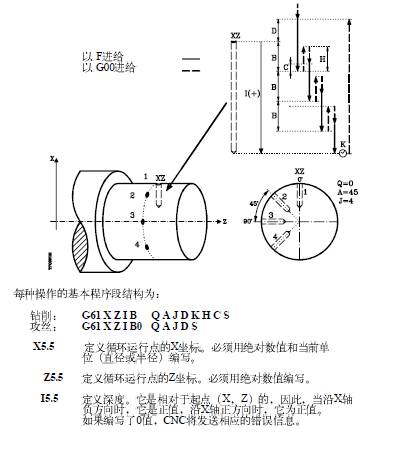 以 F进给
以 G00进给
XZ
D
B
H
C
I(+)
B
B
K
X
1
XZ
2
3
4
Z
XZ
0°
Q=0
A=45
J=4
45°
90°
1
2
3
4
每种操作的基本程序段结构为:
钻削: G61 X Z I B Q A J D K H C S
攻丝: G61 X Z I B0 Q A J D S
X5.5 定义循环运行点的X坐标。必须用绝对数值和当前单
位（直径或半径）编写。
Z5.5 定义循环运行点的Z坐标。必须用绝对数值编写。
I5.5 定义深度。它是相对于起点（X，Z）的，因此，当沿X轴
负方向时，它是正值，沿X轴正方向时，它为正值。
如果编写了0值，CNC将发送相应的错误信息。